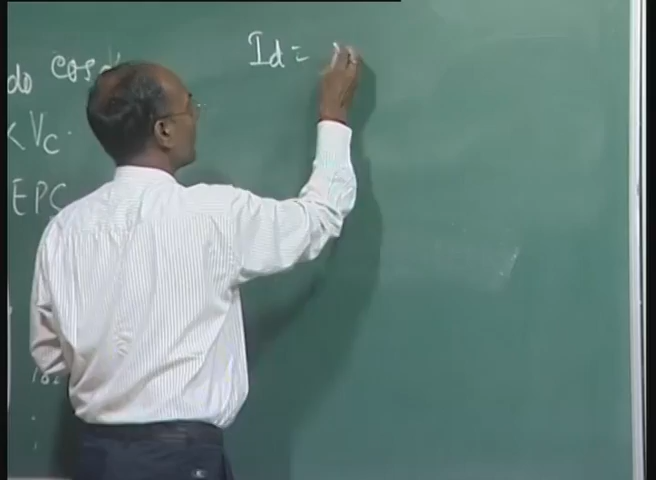 do cos α
< Vc
EPC
Id =